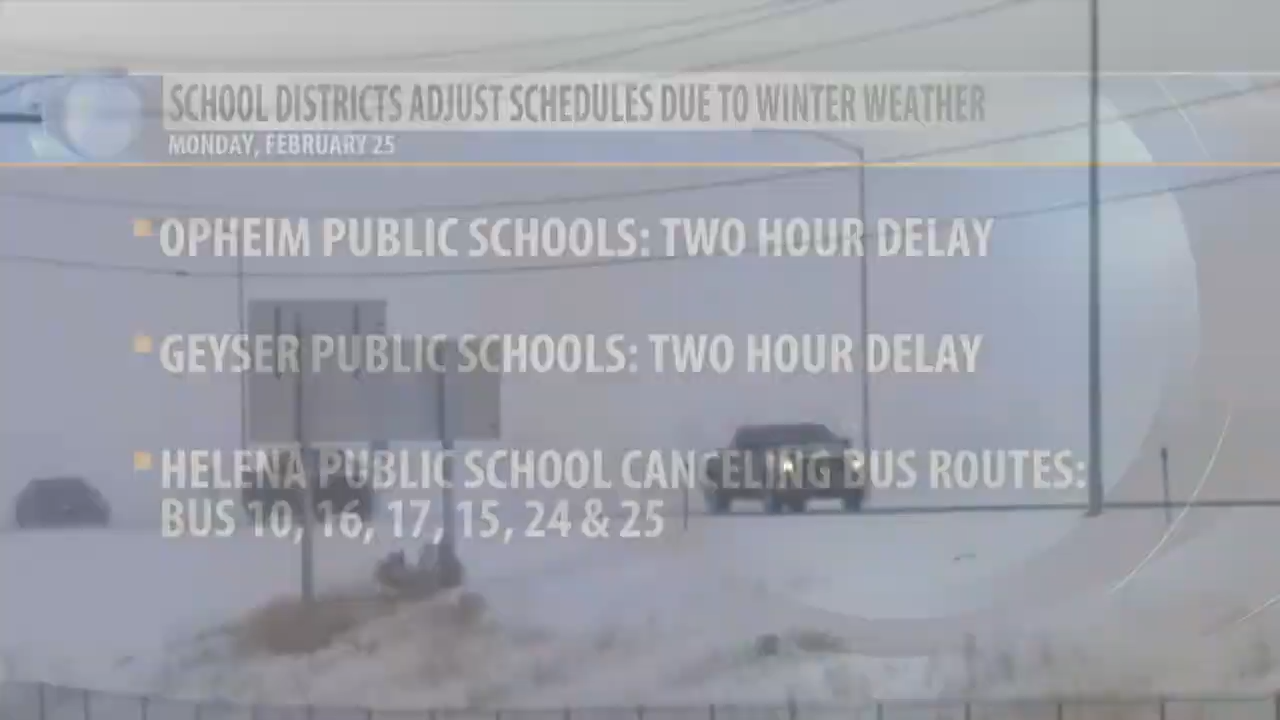 SCHOOL DISTRICTS ADJUST SCHEDULES DUE TO WINTER WEATHER
MONDAY, FEBRUARY 25
OPHEIM PUBLIC SCHOOLS: TWO HOUR DELAY
GEYSER PUBLIC SCHOOLS: TWO HOUR DELAY
HELENA PUBLIC SCHOOL CANCELING BUS ROUTES:
BUS 10, 16, 17, 15, 24 & 25